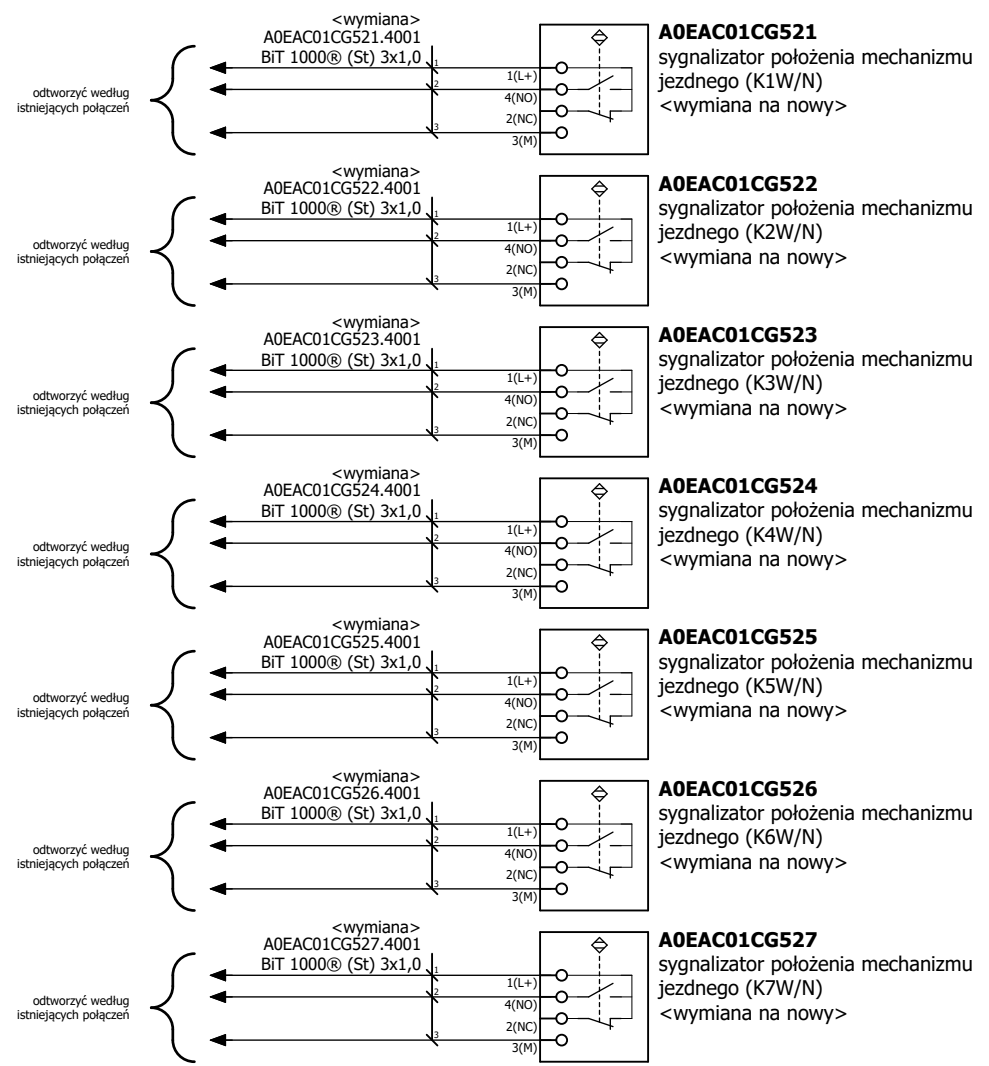 <wymiana>
A0EAC01CG521.4001
BiT 1000® (St) 3x1,0
odtworzyć według
istniejących połączeń
1
2
3
1(L+)
4(NO)
2(NC)
3(M)
A0EAC01CG521
sygnalizator położenia mechanizmu
jezdnego (K1W/N)
<wymiana na nowy>
<wymiana>
A0EAC01CG522.4001
BiT 1000® (St) 3x1,0
odtworzyć według
istniejących połączeń
1
2
3
1(L+)
4(NO)
2(NC)
3(M)
A0EAC01CG522
sygnalizator położenia mechanizmu
jezdnego (K2W/N)
<wymiana na nowy>
<wymiana>
A0EAC01CG523.4001
BiT 1000® (St) 3x1,0
odtworzyć według
istniejących połączeń
1
2
3
1(L+)
4(NO)
2(NC)
3(M)
A0EAC01CG523
sygnalizator położenia mechanizmu
jezdnego (K3W/N)
<wymiana na nowy>
<wymiana>
A0EAC01CG524.4001
BiT 1000® (St) 3x1,0
odtworzyć według
istniejących połączeń
1
2
3
1(L+)
4(NO)
2(NC)
3(M)
A0EAC01CG524
sygnalizator położenia mechanizmu
jezdnego (K4W/N)
<wymiana na nowy>
<wymiana>
A0EAC01CG525.4001
BiT 1000® (St) 3x1,0
odtworzyć według
istniejących połączeń
1
2
3
1(L+)
4(NO)
2(NC)
3(M)
A0EAC01CG525
sygnalizator położenia mechanizmu
jezdnego (K5W/N)
<wymiana na nowy>
<wymiana>
A0EAC01CG526.4001
BiT 1000® (St) 3x1,0
odtworzyć według
istniejących połączeń
1
2
3
1(L+)
4(NO)
2(NC)
3(M)
A0EAC01CG526
sygnalizator położenia mechanizmu
jezdnego (K6W/N)
<wymiana na nowy>
<wymiana>
A0EAC01CG527.4001
BiT 1000® (St) 3x1,0
odtworzyć według
istniejących połączeń
1
2
3
1(L+)
4(NO)
2(NC)
3(M)
A0EAC01CG527
sygnalizator położenia mechanizmu
jezdnego (K7W/N)
<wymiana na nowy>